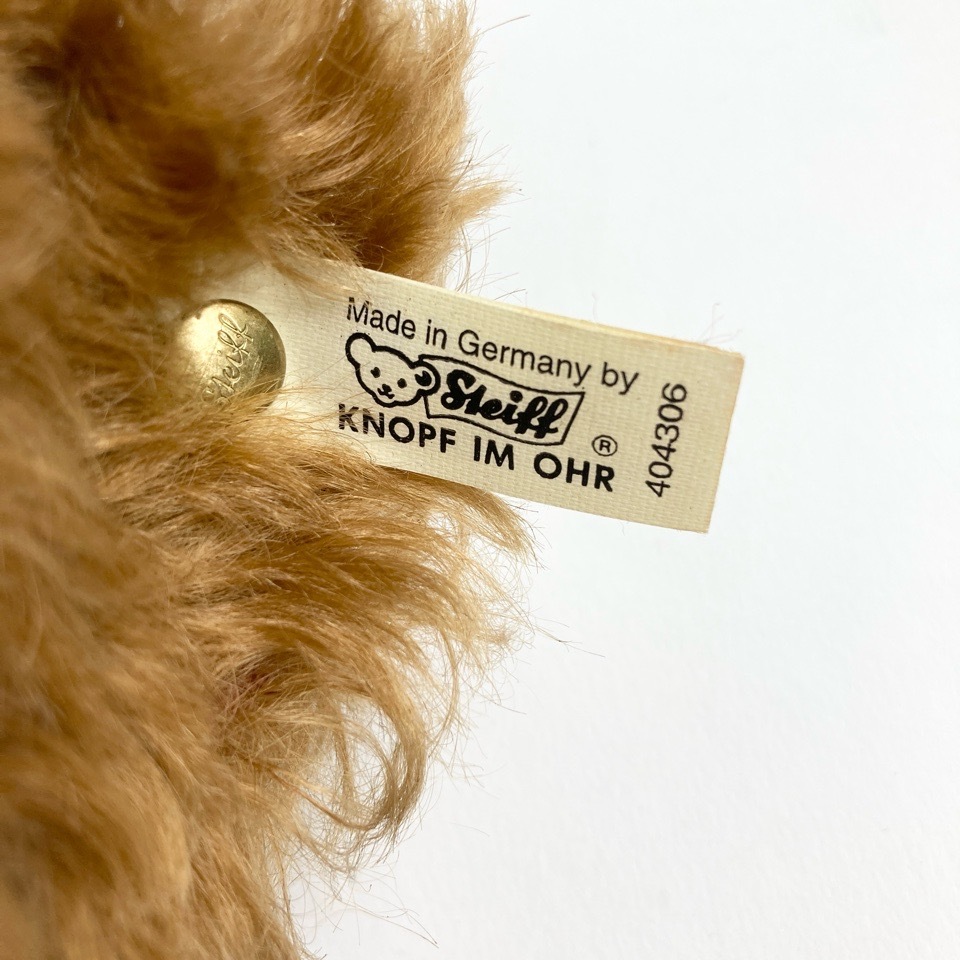 Made in Germany by
Steiff
KNOPF IM OHR ®
404306
Steiff